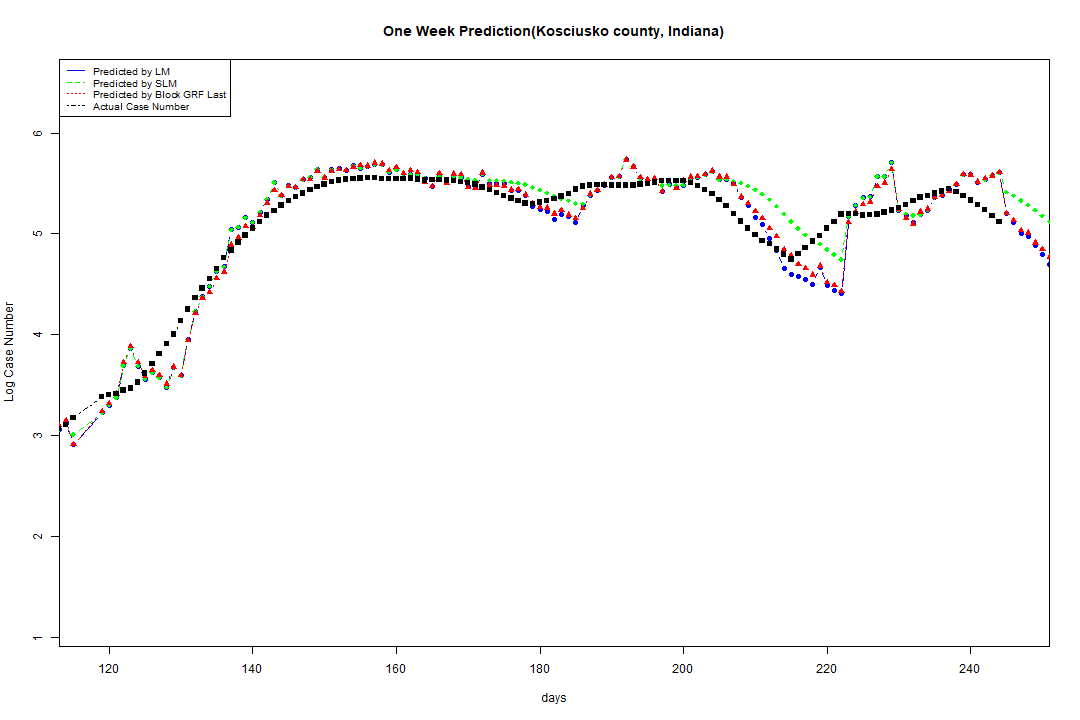 One Week Prediction(Kosciusko county, Indiana)
Predicted by LM
Predicted by SLM
Predicted by Block GRF Last
Actual Case Number
6
5
4
3
2
1
Log Case Number
120 140 160 180 200 220 240
days